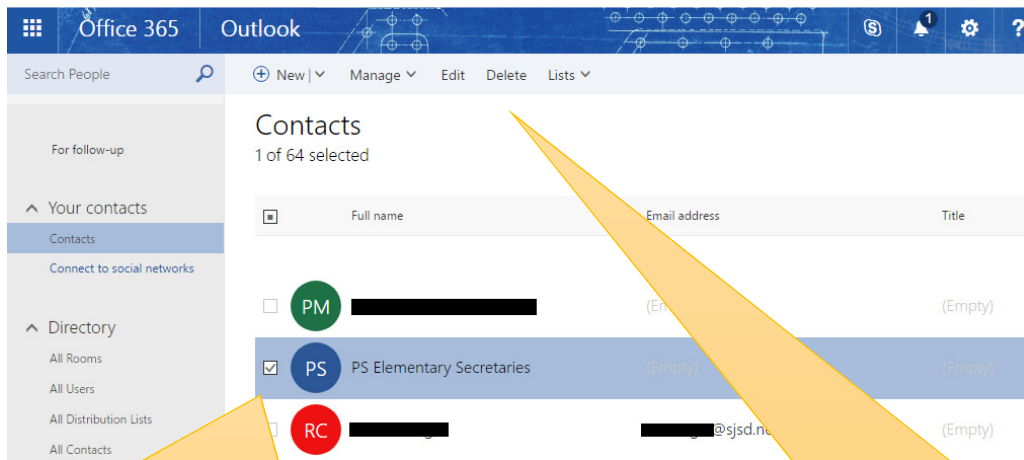 Office 365 Outlook 1 ?
Search People New Manage Edit Delete Lists
Contacts
1 of 64 selected
For follow-up
Your contacts
Contacts
Connect to social networks
Directory
All Rooms
All Users
All Distribution Lists
All Contacts
Full name Email address Title
PM (Empty)
PS PS Elementary Secretaries (Empty) (Empty)
RC (Empty)